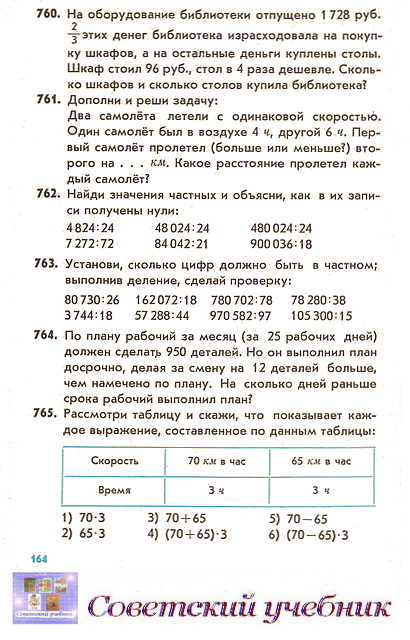 760. На оборудование библиотеки отпущено 1 728 руб.
2/3 этих денег библиотека израсходовала на покуп-
ку шкафов, а на остальные деньги куплены столы.
Шкаф стоил 96 руб., стол в 4 раза дешевле. Сколь-
ко шкафов и сколько столов купила библиотека?
761. Дополни и реши задачу:
Два самолёта летели с одинаковой скоростью.
Один самолёт был в воздухе 4 ч, другой 6 ч. Пер-
вый самолёт пролетел (больше или меньше?) вто-
рого на . . . км. Какое расстояние пролетел каж-
дый самолёт?
762. Найди значения частных и объясни, как в их запи-
си получены нули:
4 824:24 48 024:24 480 024:24
7 272:72 84 042:21 900 036:18
763. Установи, сколько цифр должно быть в частном;
выполнив деление, сделай проверку:
80 730:26 162 072:18 780 702:78 78 280:38
3 744:18 57 288:44 970 582:97 105 300:15
764. По плану рабочий за месяц (за 25 рабочих дней)
должен сделать 950 деталей. Но он выполнил план
досрочно, делая за смену на 12 деталей больше,
чем намечено по плану. На сколько дней раньше
срока рабочий выполнил план?
765. Рассмотри таблицу и скажи, что показывает каж-
дое выражение, составленное по данным таблицы:
Скорость 70 км в час 65 км в час
Время 3 ч 3 ч
1) 70·3 3) 70+65 5) 70−65
2) 65·3 4) (70+65)·3 6) (70−65)·3
164
Советский учебник
Советский учебник